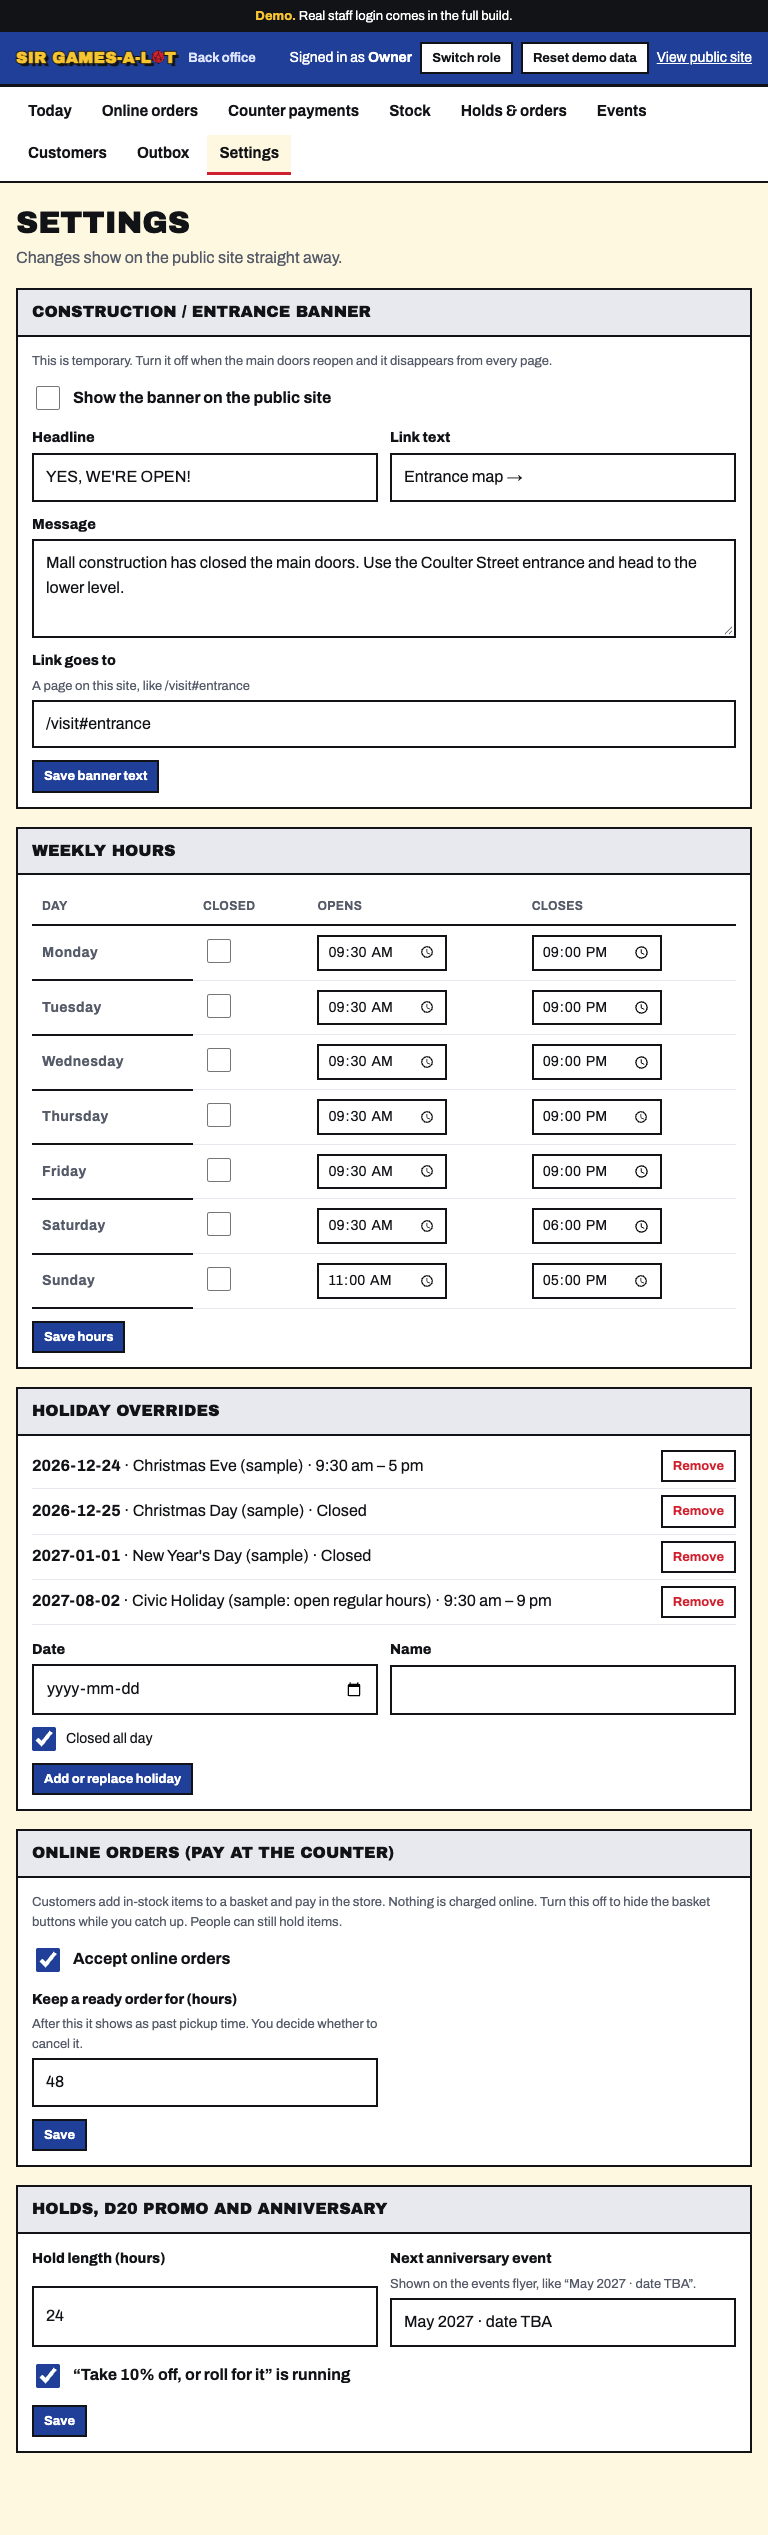 Demo. Real staff login comes in the full build.
SIR GAMES-A-LOT Back office Signed in as Owner Switch role Reset demo data View public site
Today Online orders Counter payments Stock Holds & orders Events
Customers Outbox Settings
SETTINGS
Changes show on the public site straight away.
CONSTRUCTION / ENTRANCE BANNER
This is temporary. Turn it off when the main doors reopen and it disappears from every page.
Show the banner on the public site
Headline Link text
YES, WE'RE OPEN! Entrance map →
Message
Mall construction has closed the main doors. Use the Coulter Street entrance and head to the
lower level.
Link goes to
A page on this site, like /visit#entrance
/visit#entrance
Save banner text
WEEKLY HOURS
DAY CLOSED OPENS CLOSES
Monday 09:30 AM 09:00 PM
Tuesday 09:30 AM 09:00 PM
Wednesday 09:30 AM 09:00 PM
Thursday 09:30 AM 09:00 PM
Friday 09:30 AM 09:00 PM
Saturday 09:30 AM 06:00 PM
Sunday 11:00 AM 05:00 PM
Save hours
HOLIDAY OVERRIDES
2026-12-24 · Christmas Eve (sample) · 9:30 am – 5 pm Remove
2026-12-25 · Christmas Day (sample) · Closed Remove
2027-01-01 · New Year's Day (sample) · Closed Remove
2027-08-02 · Civic Holiday (sample: open regular hours) · 9:30 am – 9 pm Remove
Date Name
yyyy-mm-dd
Closed all day
Add or replace holiday
ONLINE ORDERS (PAY AT THE COUNTER)
Customers add in-stock items to a basket and pay in the store. Nothing is charged online. Turn this off to hide the basket
buttons while you catch up. People can still hold items.
Accept online orders
Keep a ready order for (hours)
After this it shows as past pickup time. You decide whether to
cancel it.
48
Save
HOLDS, D20 PROMO AND ANNIVERSARY
Hold length (hours) Next anniversary event
Shown on the events flyer, like “May 2027 · date TBA”.
24 May 2027 · date TBA
“Take 10% off, or roll for it” is running
Save